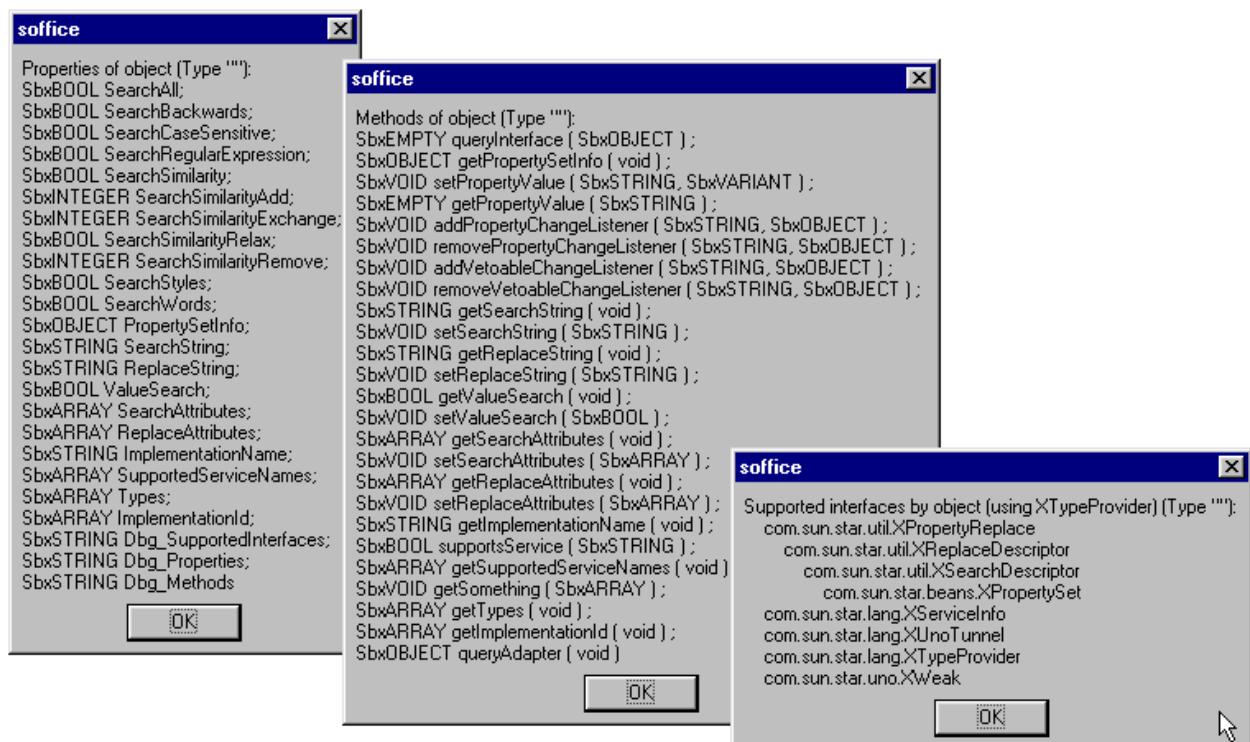 soffice
Properties of object (Type ""):
SbxBOOL SearchAll;
SbxBOOL SearchBackwards;
SbxBOOL SearchCaseSensitive;
SbxBOOL SearchRegularExpression;
SbxBOOL SearchSimilarity;
SbxINTEGER SearchSimilarityAdd;
SbxINTEGER SearchSimilarityExchange;
SbxBOOL SearchSimilarityRelax;
SbxINTEGER SearchSimilarityRemove;
SbxBOOL SearchStyles;
SbxBOOL SearchWords;
SbxOBJECT PropertySetInfo;
SbxSTRING SearchString;
SbxSTRING ReplaceString;
SbxBOOL ValueSearch;
SbxARRAY SearchAttributes;
SbxARRAY ReplaceAttributes;
SbxSTRING ImplementationName;
SbxARRAY SupportedServiceNames;
SbxARRAY Types;
SbxARRAY ImplementationId;
SbxSTRING Dbg_SupportedInterfaces;
SbxSTRING Dbg_Properties;
SbxSTRING Dbg_Methods
OK
soffice
Methods of object (Type ""):
SbxEMPTY queryInterface ( SbxOBJECT ) ;
SbxOBJECT getPropertySetInfo ( void ) ;
SbxVOID setPropertyValue ( SbxSTRING, SbxVARIANT ) ;
SbxEMPTY getPropertyValue ( SbxSTRING ) ;
SbxVOID addPropertyChangeListener ( SbxSTRING, SbxOBJECT ) ;
SbxVOID removePropertyChangeListener ( SbxSTRING, SbxOBJECT ) ;
SbxVOID addVetoableChangeListener ( SbxSTRING, SbxOBJECT ) ;
SbxVOID removeVetoableChangeListener ( SbxSTRING, SbxOBJECT ) ;
SbxSTRING getSearchString ( void ) ;
SbxVOID setSearchString ( SbxSTRING ) ;
SbxSTRING getReplaceString ( void ) ;
SbxVOID setReplaceString ( SbxSTRING ) ;
SbxBOOL getValueSearch ( void ) ;
SbxVOID setValueSearch ( SbxBOOL ) ;
SbxARRAY getSearchAttributes ( void ) ;
SbxVOID setSearchAttributes ( SbxARRAY ) ;
SbxARRAY getReplaceAttributes ( void ) ;
SbxVOID setReplaceAttributes ( SbxARRAY ) ;
SbxSTRING getImplementationName ( void ) ;
SbxBOOL supportsService ( SbxSTRING ) ;
SbxARRAY getSupportedServiceNames ( void )
SbxVOID getSomething ( SbxARRAY ) ;
SbxARRAY getTypes ( void ) ;
SbxARRAY getImplementationId ( void ) ;
SbxOBJECT queryAdapter ( void )
OK
soffice
Supported interfaces by object (using XTypeProvider) (Type ""):
com.sun.star.util.XPropertyReplace
com.sun.star.util.XReplaceDescriptor
com.sun.star.util.XSearchDescriptor
com.sun.star.beans.XPropertySet
com.sun.star.lang.XServiceInfo
com.sun.star.lang.XUnoTunnel
com.sun.star.lang.XTypeProvider
com.sun.star.uno.XWeak
OK